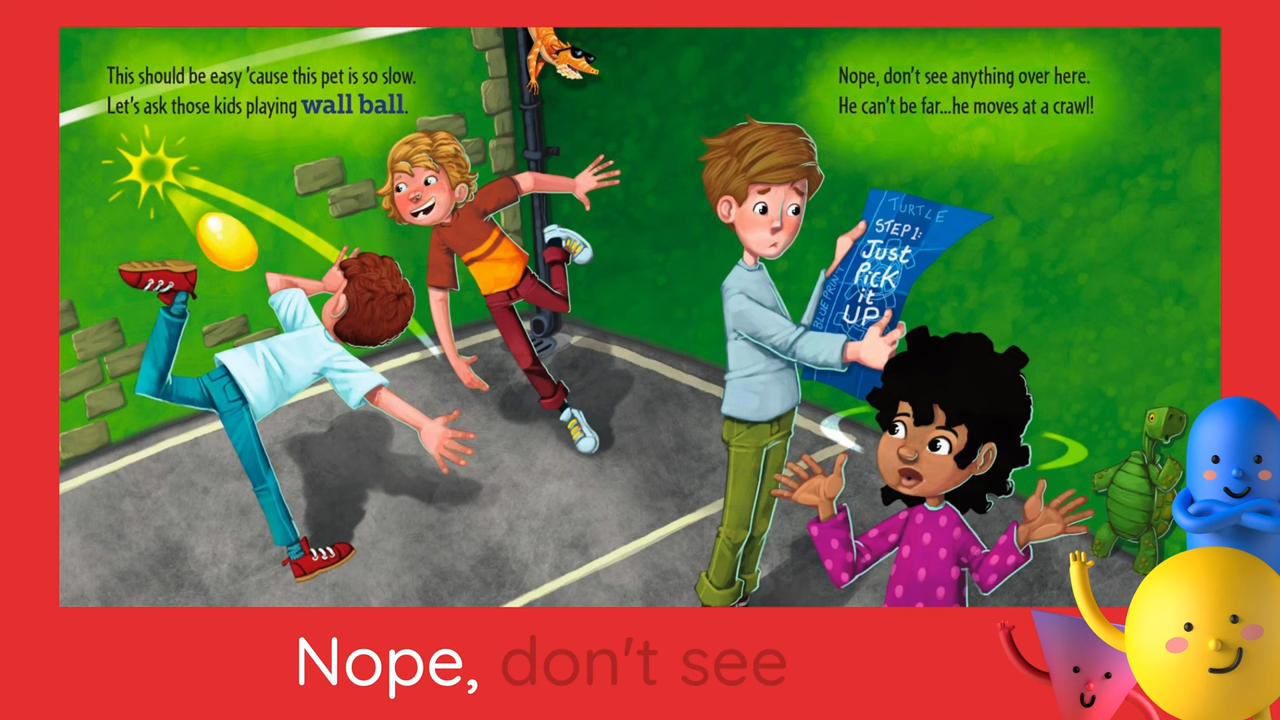 This should be easy 'cause this pet is so slow.
Let's ask those kids playing wall ball.
Nope, don't see anything over here.
He can't be far...he moves at a crawl!
TURTLE
STEP 1:
Just
Pick
it
UP
BLUEPRINT
Nope, don't see